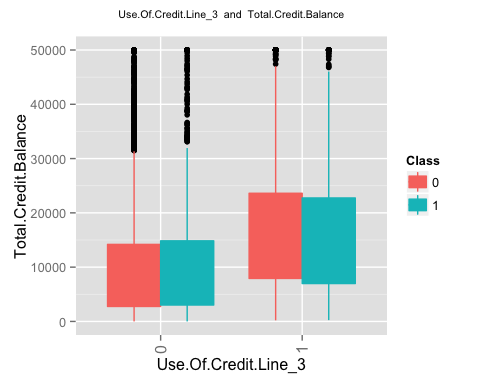 Use.Of.Credit.Line_3 and Total.Credit.Balance
Total.Credit.Balance
50000
40000
30000
20000
10000
0
0
1
Use.Of.Credit.Line_3
Class
0
1